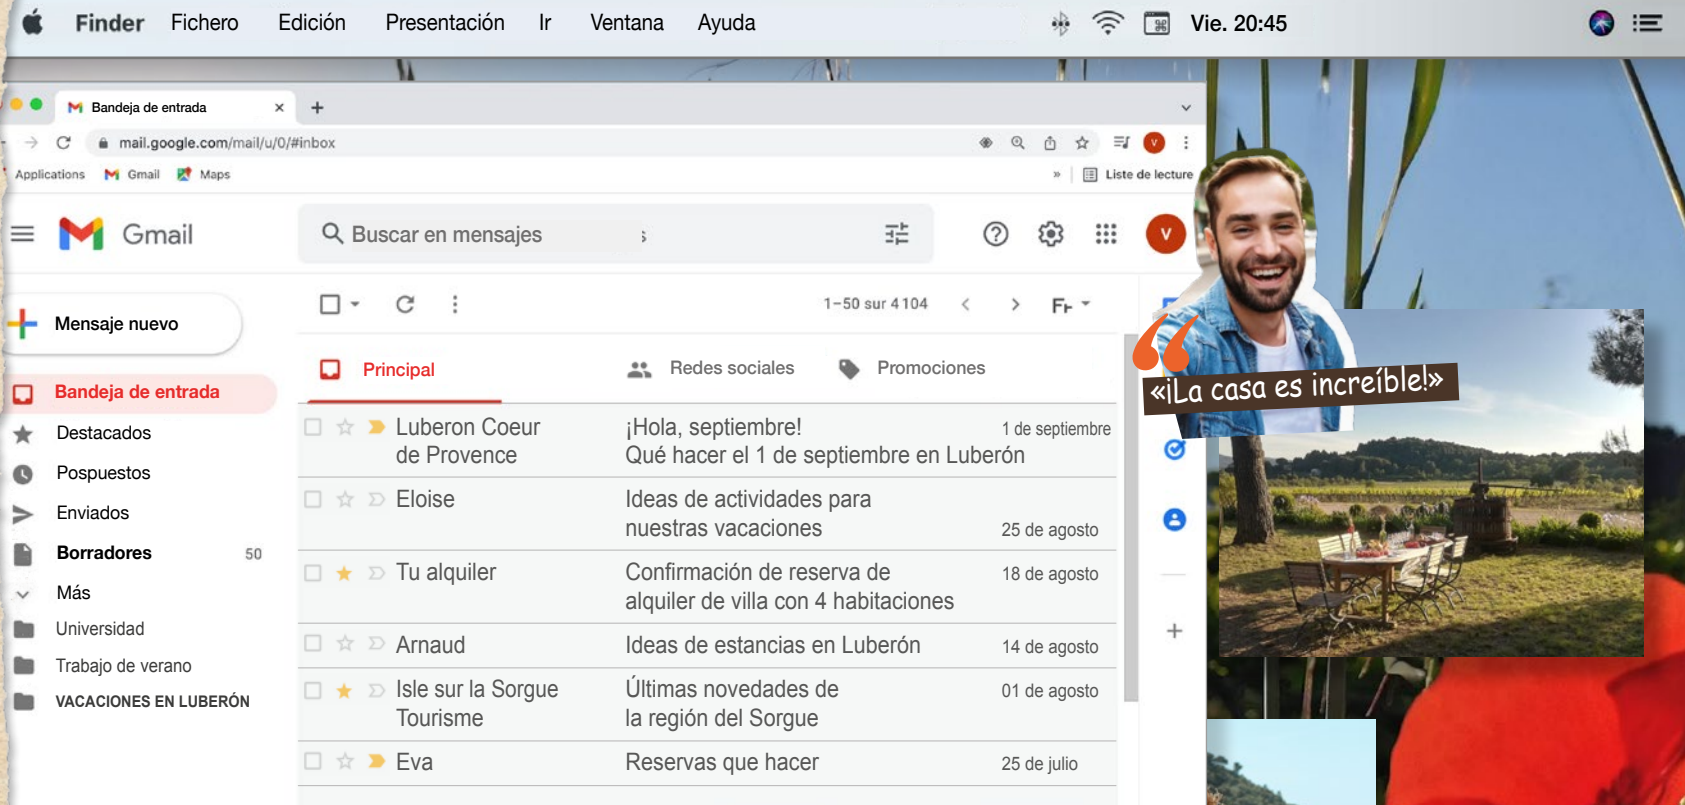 Finder Fichero Edición Presentación Ir Ventana Ayuda Vie. 20:45
Bandeja de entrada
mail.google.com/mail/u/0/#inbox
Applications Gmail Maps » Liste de lecture
Gmail
Buscar en mensajes
V
V
Mensaje nuevo
1–50 sur 4 104
Principal Redes sociales Promociones
Bandeja de entrada
Destacados
Pospuestos
Enviados
Borradores 50
Más
Universidad
Trabajo de verano
VACACIONES EN LUBERÓN
Luberon Coeur ¡Hola, septiembre! 1 de septiembre
de Provence Qué hacer el 1 de septiembre en Luberón
Eloise Ideas de actividades para
nuestras vacaciones 25 de agosto
Tu alquiler Confirmación de reserva de 18 de agosto
alquiler de villa con 4 habitaciones
Arnaud Ideas de estancias en Luberón 14 de agosto
Isle sur la Sorgue Últimas novedades de 01 de agosto
Tourisme la región del Sorgue
Eva Reservas que hacer 25 de julio
«¡La casa es increíble!»